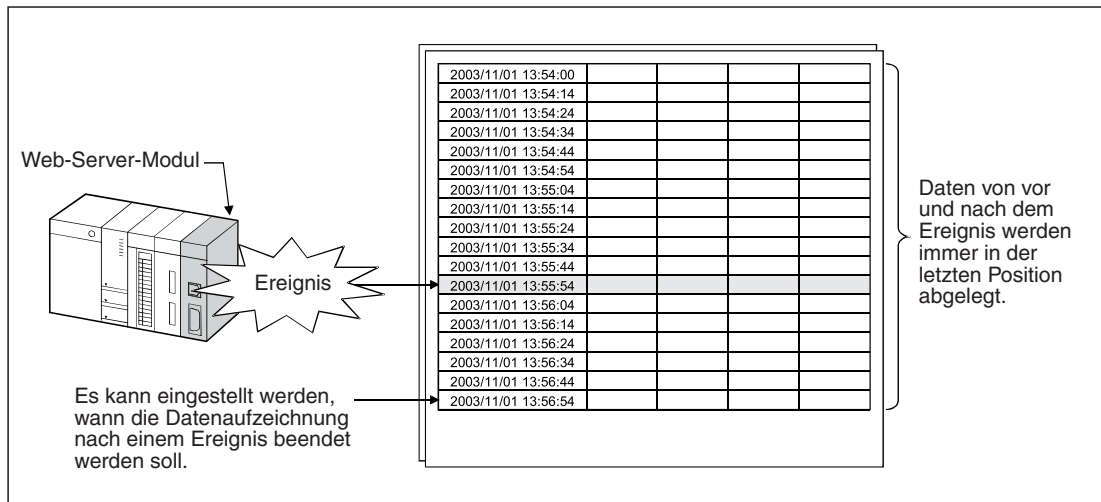 Web-Server-Modul
Ereignis
2003/11/01 13:54:00
2003/11/01 13:54:14
2003/11/01 13:54:24
2003/11/01 13:54:34
2003/11/01 13:54:44
2003/11/01 13:54:54
2003/11/01 13:55:04
2003/11/01 13:55:14
2003/11/01 13:55:24
2003/11/01 13:55:34
2003/11/01 13:55:44
2003/11/01 13:55:54
2003/11/01 13:56:04
2003/11/01 13:56:14
2003/11/01 13:56:24
2003/11/01 13:56:34
2003/11/01 13:56:44
2003/11/01 13:56:54
Daten von vor
und nach dem
Ereignis werden
immer in der
letzten Position
abgelegt.
Es kann eingestellt werden,
wann die Datenaufzeichnung
nach einem Ereignis beendet
werden soll.